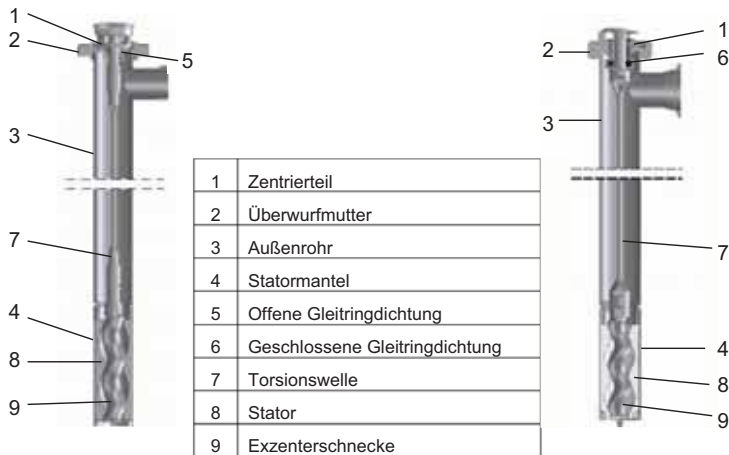 1
2
5
3
7
4
8
9
1 Zentrierteil
2 Überwurfmutter
3 Außenrohr
4 Statormantel
5 Offene Gleitringdichtung
6 Geschlossene Gleitringdichtung
7 Torsionswelle
8 Stator
9 Exzenterschnecke
1
2
6
3
7
4
8
9